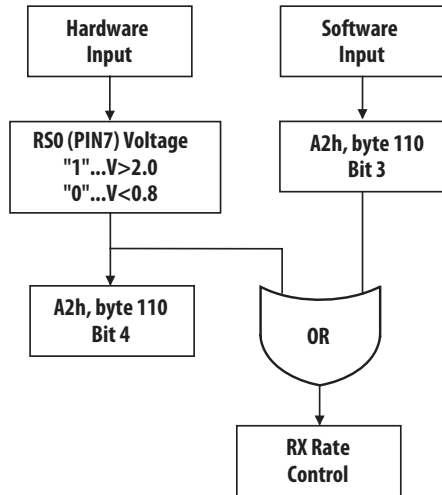 Hardware
Input
Software
Input
RS0 (PIN7) Voltage
"1"...V>2.0
"0"...V<0.8
A2h, byte 110
Bit 3
A2h, byte 110
Bit 4
OR
RX Rate
Control